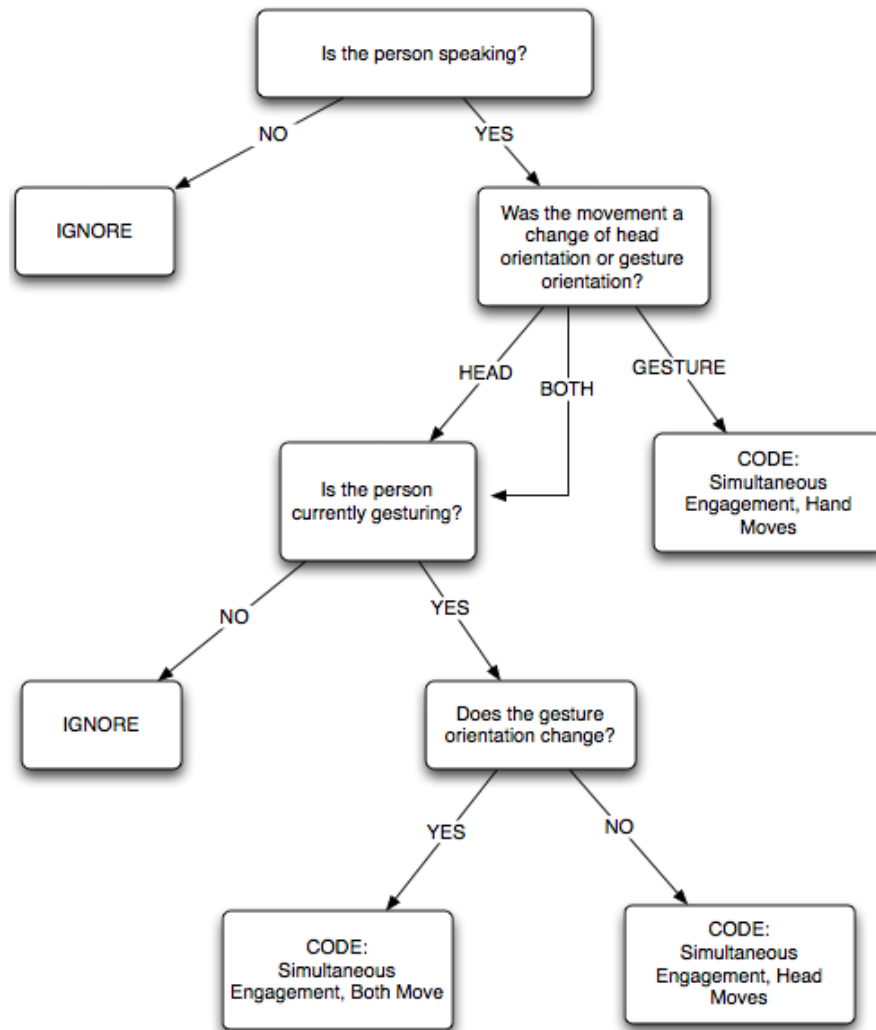 Is the person speaking?
NO
YES
IGNORE
Was the movement a
change of head
orientation or gesture
orientation?
HEAD
BOTH
GESTURE
CODE:
Simultaneous
Engagement, Hand
Moves
Is the person
currently gesturing?
NO
YES
IGNORE
Does the gesture
orientation change?
YES
NO
CODE:
Simultaneous
Engagement, Both Move
CODE:
Simultaneous
Engagement, Head
Moves